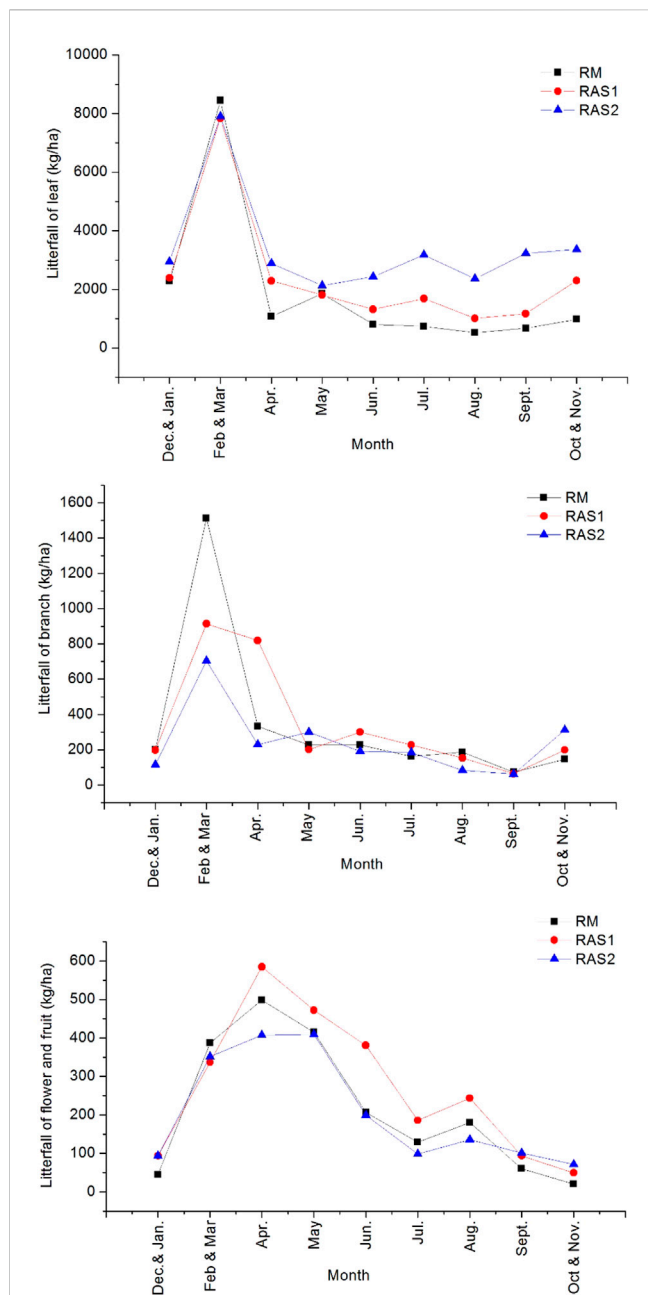 10000
8000
6000
4000
2000
0
Litterfall of leaf (kg/ha)
RM
RAS1
RAS2
Dec.& Jan.
Feb & Mar
Apr.
May
Jun.
Jul.
Aug.
Sept.
Oct & Nov.
Month
1600
1400
1200
1000
800
600
400
200
0
Litterfall of branch (kg/ha)
RM
RAS1
RAS2
Dec.& Jan.
Feb & Mar
Apr.
May
Jun.
Jul.
Aug.
Sept.
Oct & Nov.
Month
600
500
400
300
200
100
0
Litterfall of flower and fruit (kg/ha)
RM
RAS1
RAS2
Dec.& Jan.
Feb & Mar
Apr.
May
Jun.
Jul.
Aug.
Sept.
Oct & Nov.
Month